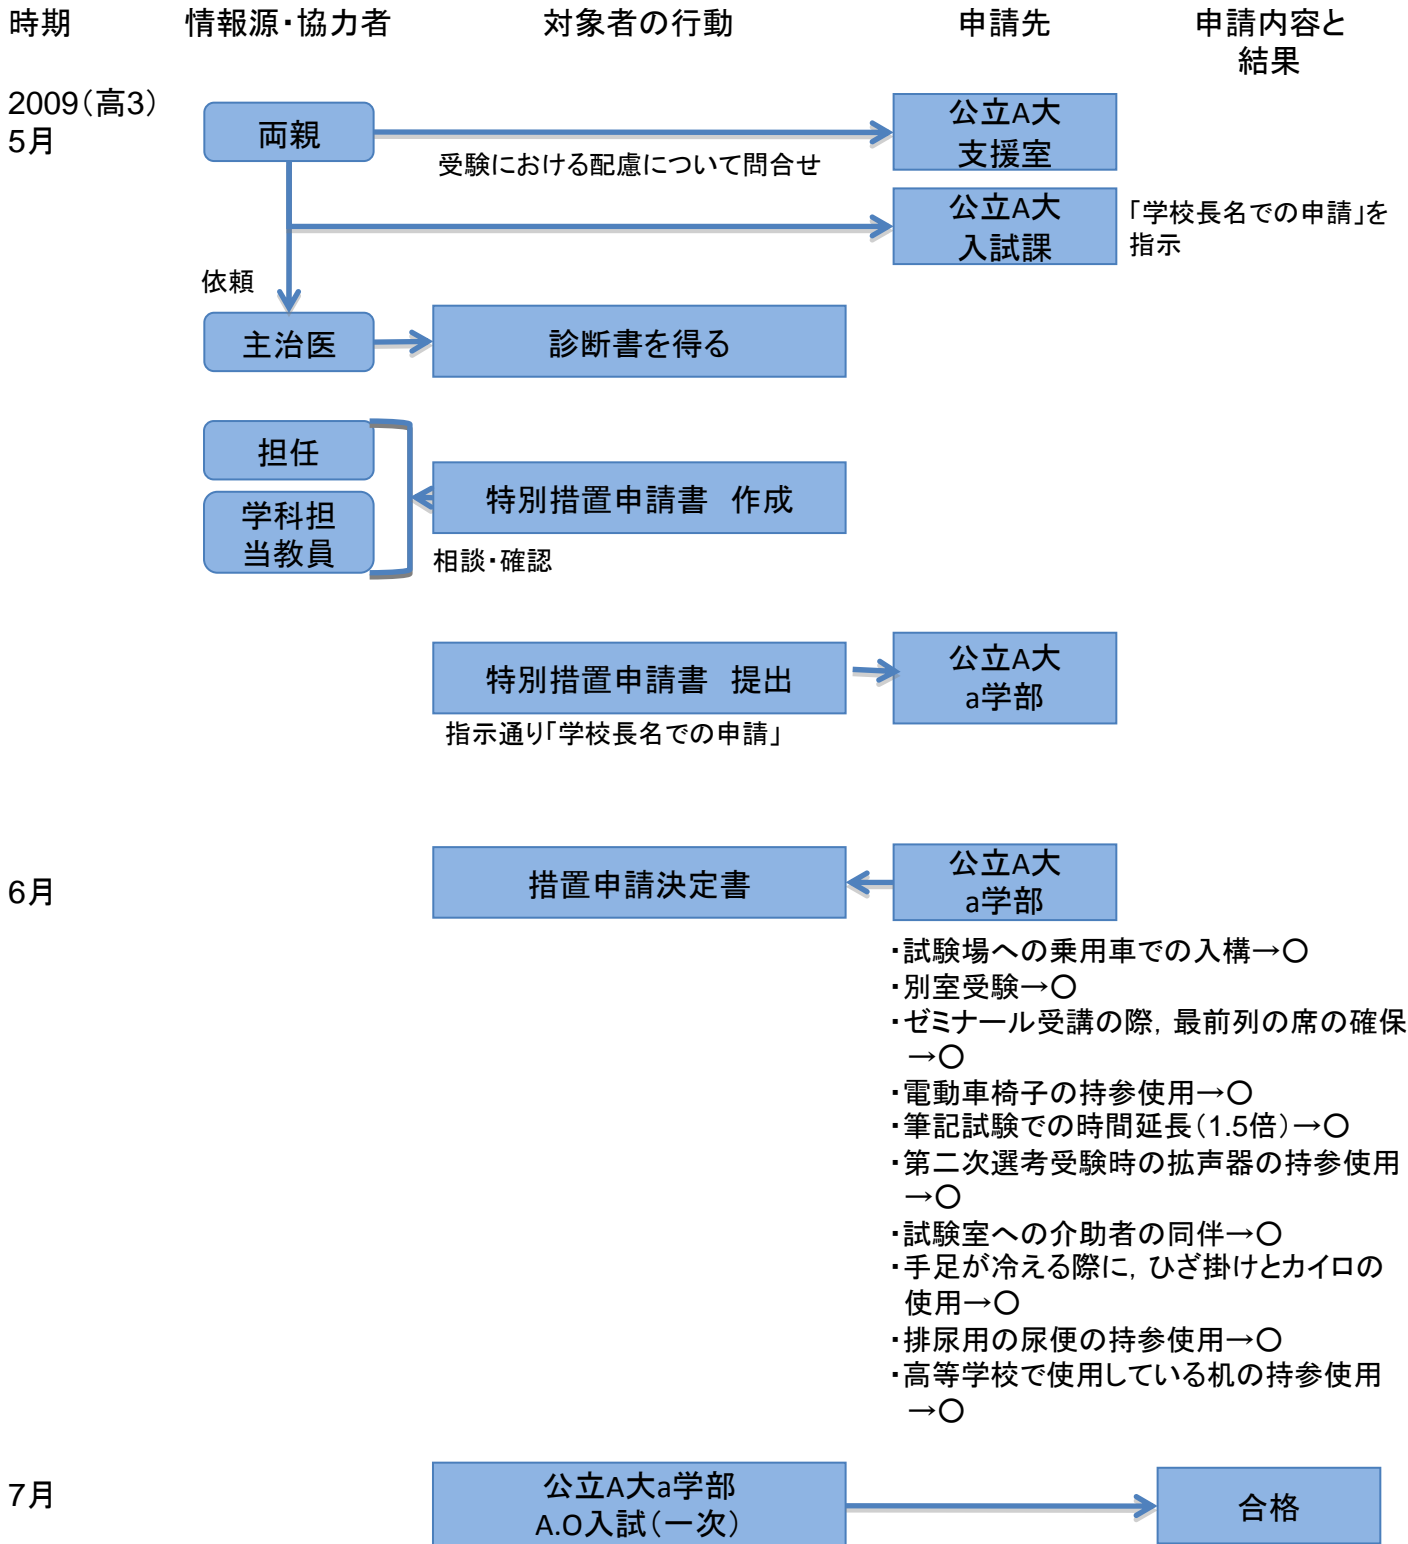 時期
情報源・協力者
対象者の行動
申請先
申請内容と
結果
2009（高3）
5月
両親
受験における配慮について問合せ
公立A大
支援室
公立A大
入試課
「学校長名での申請」を
指示
依頼
主治医
診断書を得る
担任
学科担
当教員
特別措置申請書　作成
相談・確認
特別措置申請書　提出
指示通り「学校長名での申請」
公立A大
a学部
6月
措置申請決定書
公立A大
a学部
・試験場への乗用車での入構→〇
・別室受験→〇
・ゼミナール受講の際，最前列の席の確保
→〇
・電動車椅子の持参使用→〇
・筆記試験での時間延長（1.5倍）→〇
・第二次選考受験時の拡声器の持参使用
→〇
・試験室への介助者の同伴→〇
・手足が冷える際に，ひざ掛けとカイロの
使用→〇
・排尿用の尿便の持参使用→〇
・高等学校で使用している机の持参使用
→〇
7月
公立A大a学部
A.O入試（一次）
合格